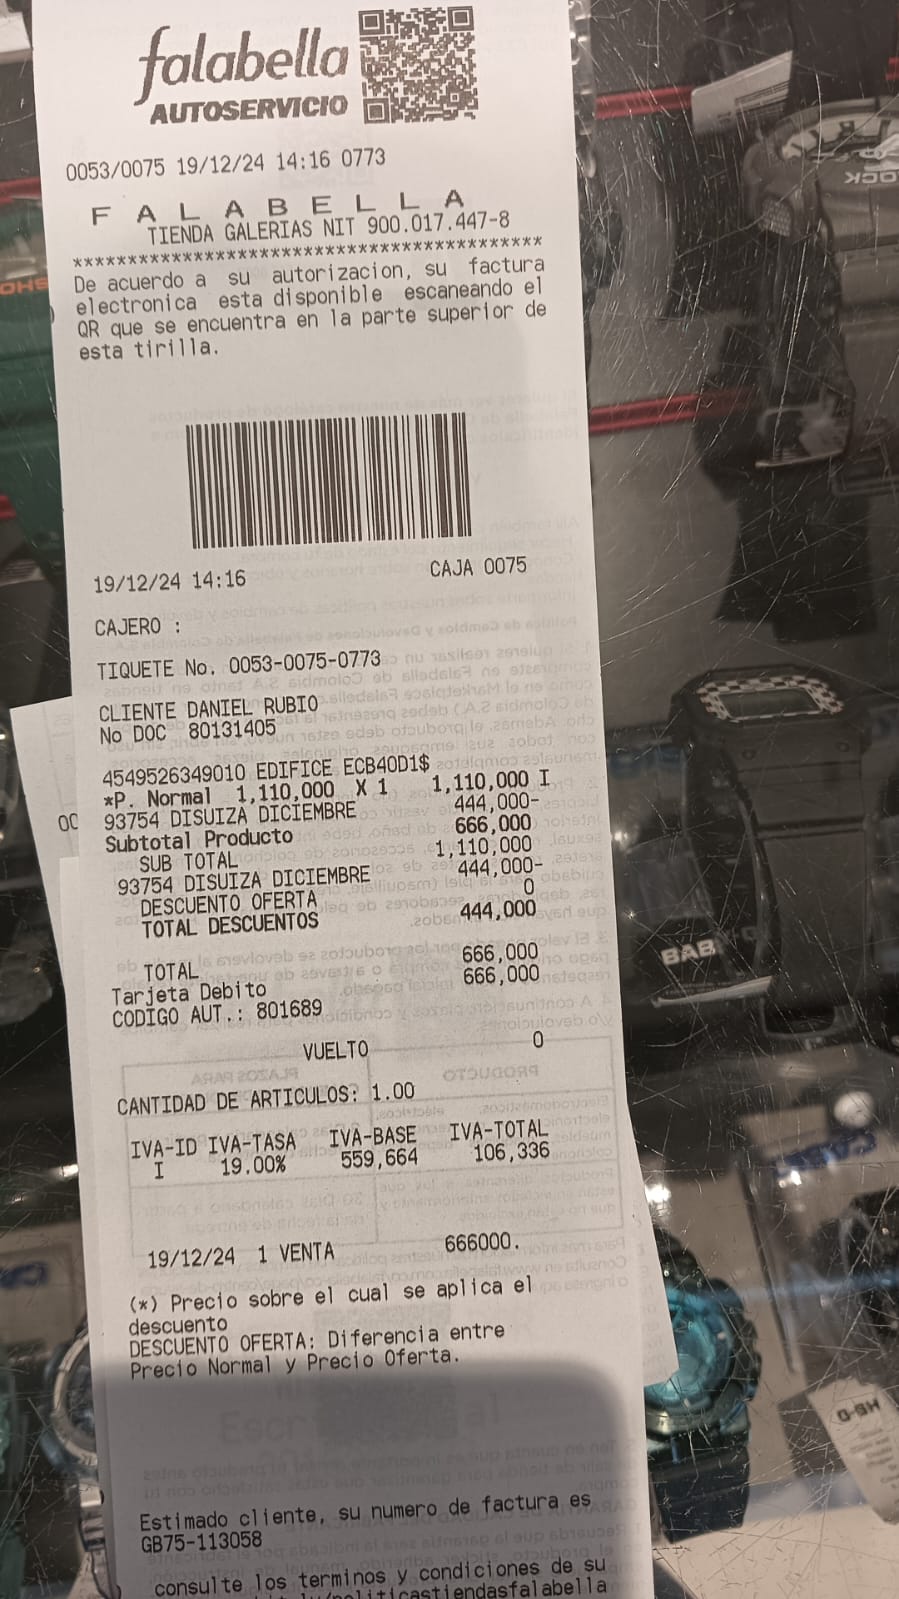 falabella
AUTOSERVICIO
0053/0075 19/12/24 14:16 0773
F A L A B E L L A
TIENDA GALERIAS NIT 900.017.447-8
*******************************************
De acuerdo a su autorizacion, su factura
electronica esta disponible escaneando el
QR que se encuentra en la parte superior de
esta tirilla.
19/12/24 14:16 CAJA 0075
CAJERO :
TIQUETE No. 0053-0075-0773
CLIENTE DANIEL RUBIO
No DOC 80131405
4549526349010 EDIFICE ECB40D1$
*P. Normal 1,110,000 X 1 1,110,000 I
93754 DISUIZA DICIEMBRE 444,000-
Subtotal Producto 666,000
SUB TOTAL 1,110,000
93754 DISUIZA DICIEMBRE 444,000-
DESCUENTO OFERTA 0
TOTAL DESCUENTOS 444,000
TOTAL 666,000
Tarjeta Debito 666,000
CODIGO AUT.: 801689
VUELTO 0
CANTIDAD DE ARTICULOS: 1.00
IVA-ID IVA-TASA IVA-BASE IVA-TOTAL
I 19.00% 559,664 106,336
19/12/24 1 VENTA 666000.
(*) Precio sobre el cual se aplica el
descuento
DESCUENTO OFERTA: Diferencia entre
Precio Normal y Precio Oferta.
Estimado cliente, su numero de factura es
GB75-113058
consulte los terminos y condiciones de su
BAB